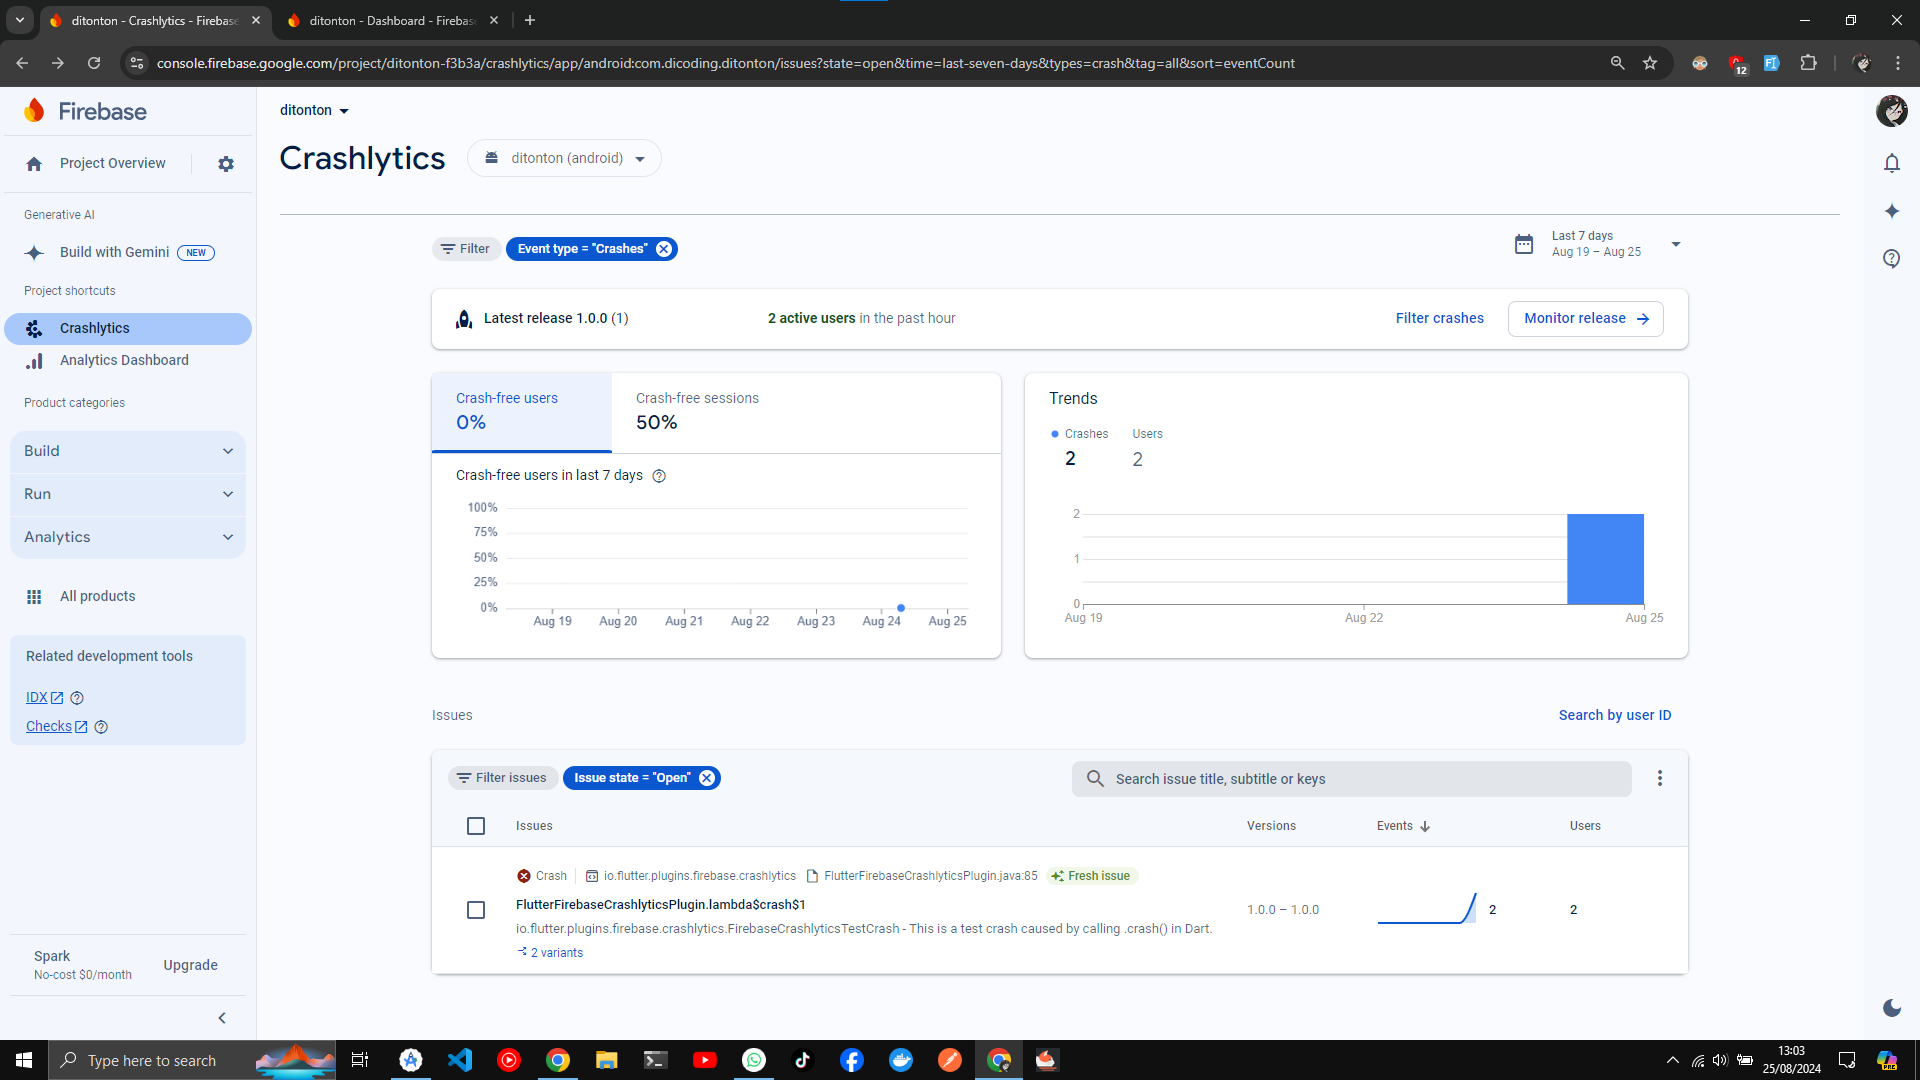 ditonton - Crashlytics - Firebase
ditonton - Dashboard - Firebase
console.firebase.google.com/project/ditonton-f3b3a/crashlytics/app/android:com.dicoding.ditonton/issues?state=open&time=last-seven-days&types=crash&tag=all&sort=eventCount
12
Firebase
ditonton
Project Overview
Crashlytics
ditonton (android)
Generative AI
Build with Gemini NEW
Project shortcuts
Crashlytics
Analytics Dashboard
Product categories
Build
Run
Analytics
All products
Related development tools
IDX
Checks
Spark
No-cost $0/month
Upgrade
Filter
Event type = "Crashes"
Last 7 days
Aug 19 – Aug 25
Latest release 1.0.0 (1)
2 active users in the past hour
Filter crashes
Monitor release
Crash-free users
0%
Crash-free sessions
50%
Crash-free users in last 7 days
100%
75%
50%
25%
0%
Aug 19 Aug 20 Aug 21 Aug 22 Aug 23 Aug 24 Aug 25
Trends
Crashes Users
2 2
2
1
0
Aug 19 Aug 22 Aug 25
Issues
Search by user ID
Filter issues
Issue state = "Open"
Search issue title, subtitle or keys
Issues Versions Events Users
Crash io.flutter.plugins.firebase.crashlytics FlutterFirebaseCrashlyticsPlugin.java:85 Fresh issue
FlutterFirebaseCrashlyticsPlugin.lambda$crash$1
1.0.0 – 1.0.0 2 2
io.flutter.plugins.firebase.crashlytics.FirebaseCrashlyticsTestCrash - This is a test crash caused by calling .crash() in Dart.
2 variants
Type here to search
13:03
25/08/2024
PRE